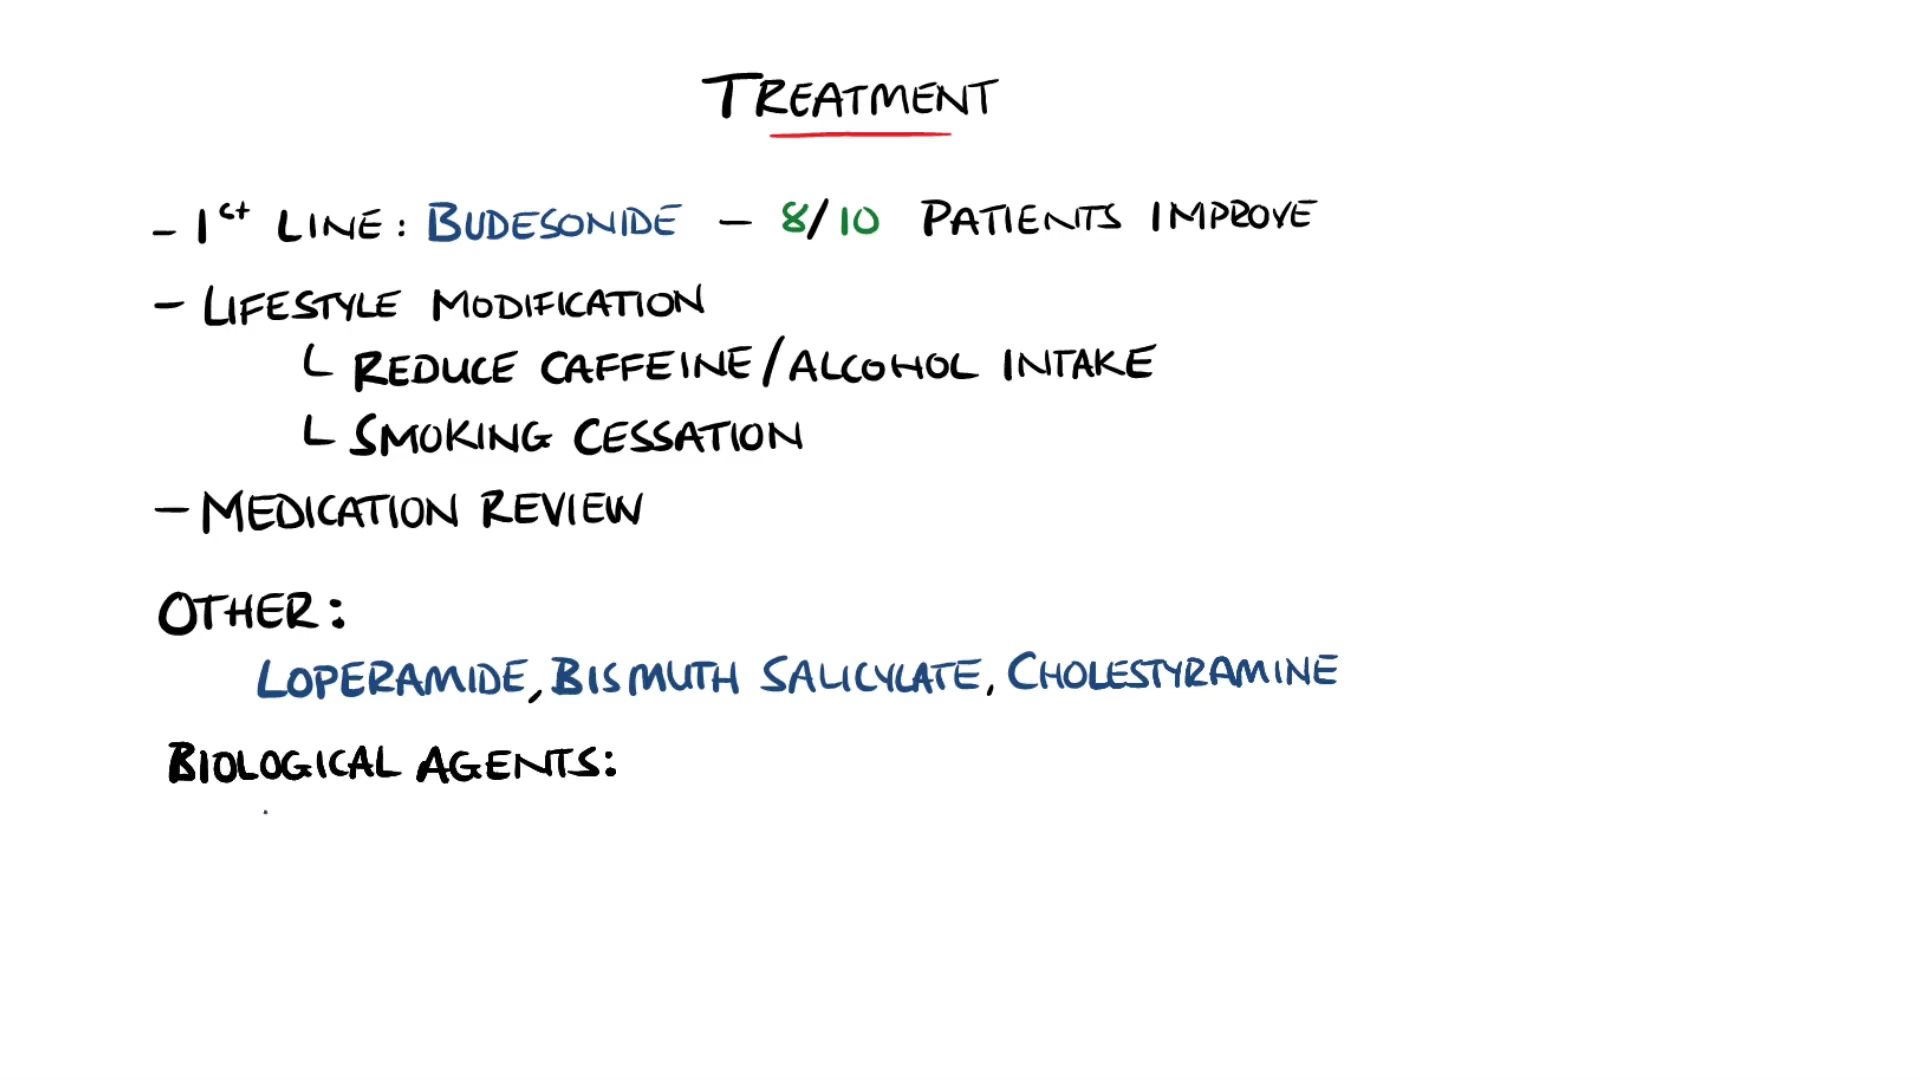 TREATMENT
- 1st LINE: BUDESONIDE - 8/10 PATIENTS IMPROVE
- LIFESTYLE MODIFICATION
└ REDUCE CAFFEINE/ALCOHOL INTAKE
└ SMOKING CESSATION
- MEDICATION REVIEW
OTHER:
LOPERAMIDE, BISMUTH SALICYLATE, CHOLESTYRAMINE
BIOLOGICAL AGENTS: